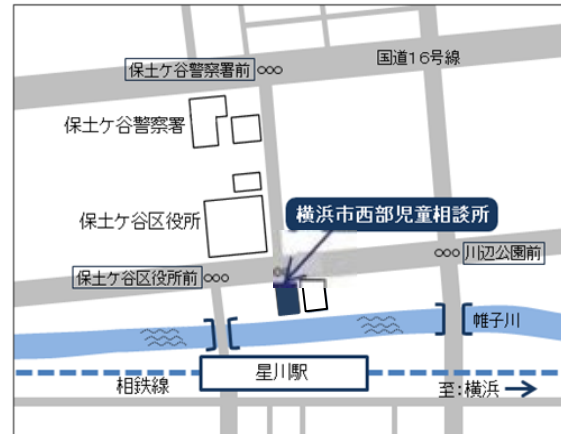 国道16号線
保土ケ谷警察署前
保土ケ谷警察署
横浜市西部児童相談所
保土ケ谷区役所
川辺公園前
保土ケ谷区役所前
帷子川
星川駅
相鉄線
至:横浜